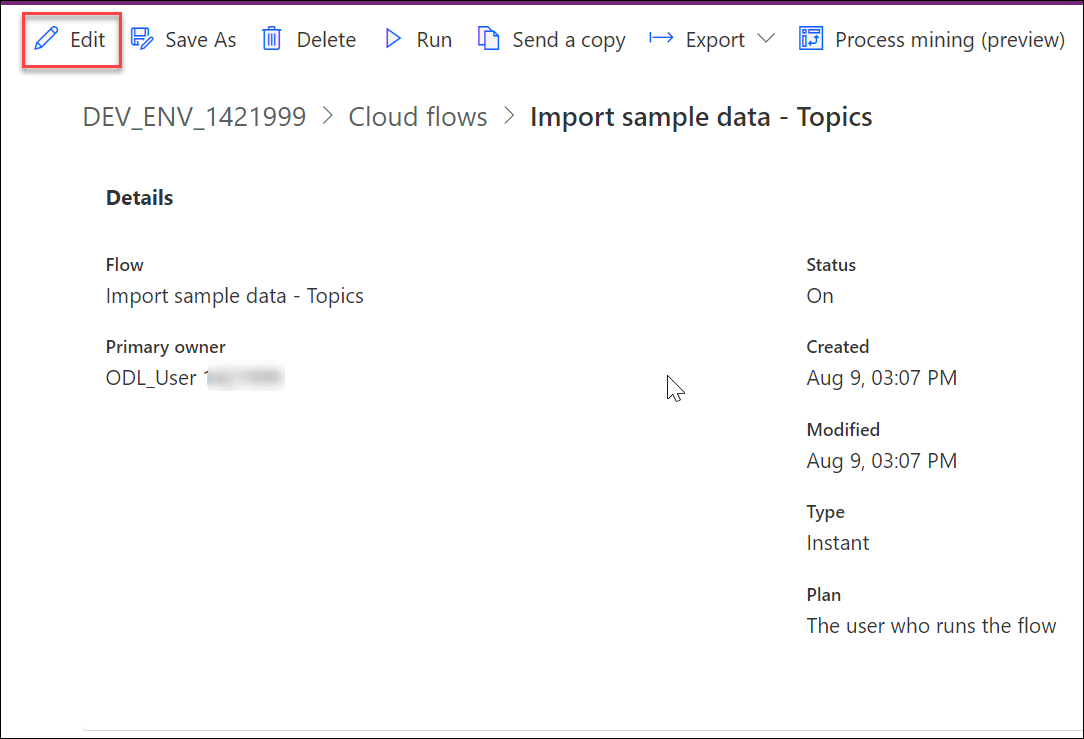 Edit Save As Delete Run Send a copy Export Process mining (preview)
DEV_ENV_1421999 > Cloud flows > Import sample data - Topics
Details
Flow
Import sample data - Topics
Primary owner
ODL_User
Status
On
Created
Aug 9, 03:07 PM
Modified
Aug 9, 03:07 PM
Type
Instant
Plan
The user who runs the flow